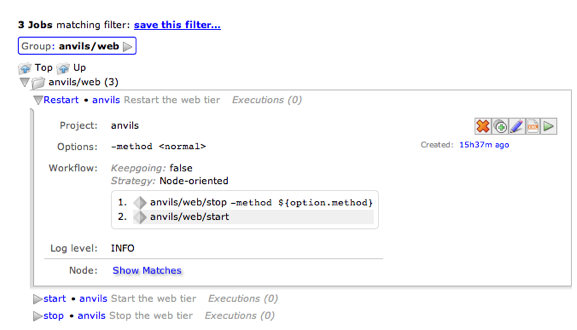 3 Jobs matching filter: save this filter...
Group: anvils/web
Top Up
anvils/web (3)
Restart • anvils Restart the web tier Executions (0)
Project: anvils
Options: -method <normal>
Created: 15h37m ago
Workflow: Keepgoing: false
Strategy: Node-oriented
1. anvils/web/stop -method ${option.method}
2. anvils/web/start
Log level: INFO
Node: Show Matches
start • anvils Start the web tier Executions (0)
stop • anvils Stop the web tier Executions (0)